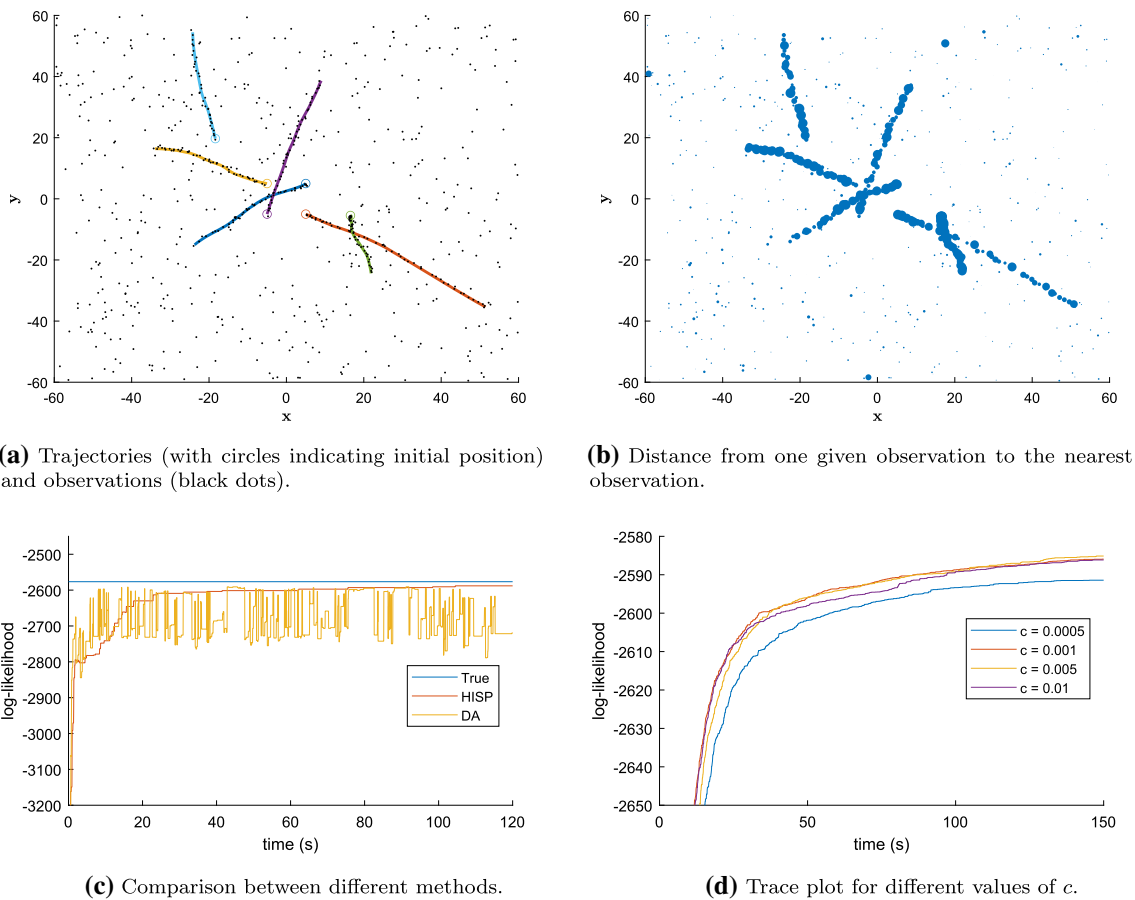 60
40
20
0
-20
-40
-60
y
-60 -40 -20 0 20 40 60
x
60
40
20
0
-20
-40
-60
y
-60 -40 -20 0 20 40 60
x
(a) Trajectories (with circles indicating initial position)
and observations (black dots).
(b) Distance from one given observation to the nearest
observation.
-2500
-2600
-2700
-2800
-2900
-3000
-3100
-3200
log-likelihood
True
HISP
DA
0 20 40 60 80 100 120
time (s)
-2580
-2590
-2600
-2610
-2620
-2630
-2640
-2650
log-likelihood
c = 0.0005
c = 0.001
c = 0.005
c = 0.01
0 50 100 150
time (s)
(c) Comparison between different methods.
(d) Trace plot for different values of c.